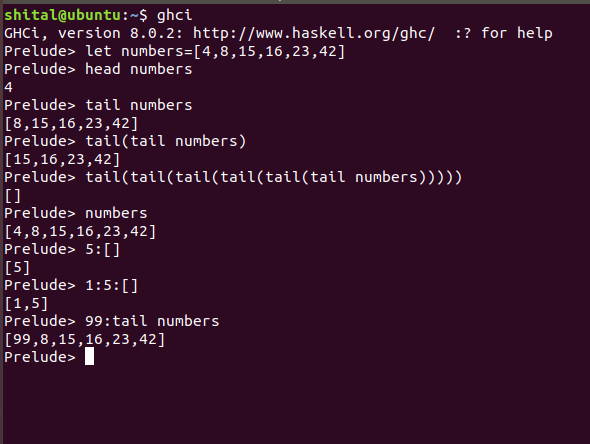 shital@ubuntu:~$ ghci
GHCi, version 8.0.2: http://www.haskell.org/ghc/  :? for help
Prelude> let numbers=[4,8,15,16,23,42]
Prelude> head numbers
4
Prelude> tail numbers
[8,15,16,23,42]
Prelude> tail(tail numbers)
[15,16,23,42]
Prelude> tail(tail(tail(tail(tail(tail numbers)))))
[]
Prelude> numbers
[4,8,15,16,23,42]
Prelude> 5:[]
[5]
Prelude> 1:5:[]
[1,5]
Prelude> 99:tail numbers
[99,8,15,16,23,42]
Prelude>